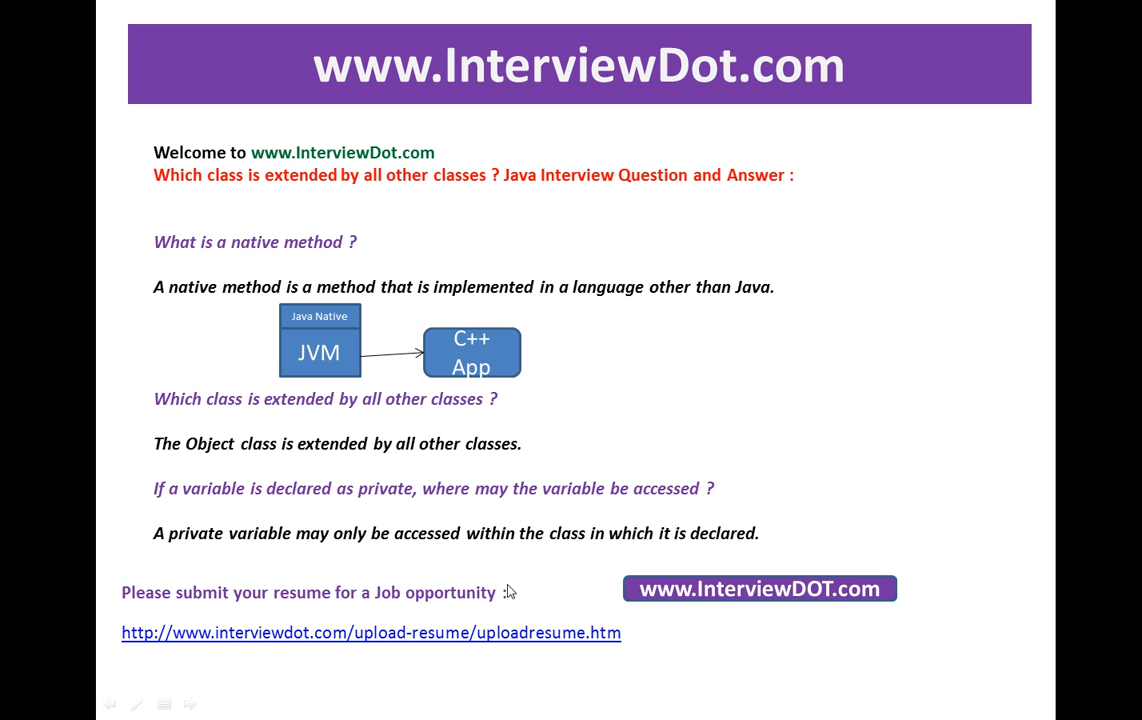 www.InterviewDot.com
Welcome to www.InterviewDot.com
Which class is extended by all other classes ? Java Interview Question and Answer :
What is a native method ?
A native method is a method that is implemented in a language other than Java.
Java Native
JVM
C++
App
Which class is extended by all other classes ?
The Object class is extended by all other classes.
If a variable is declared as private, where may the variable be accessed ?
A private variable may only be accessed within the class in which it is declared.
Please submit your resume for a Job opportunity :
www.InterviewDOT.com
http://www.interviewdot.com/upload-resume/uploadresume.htm